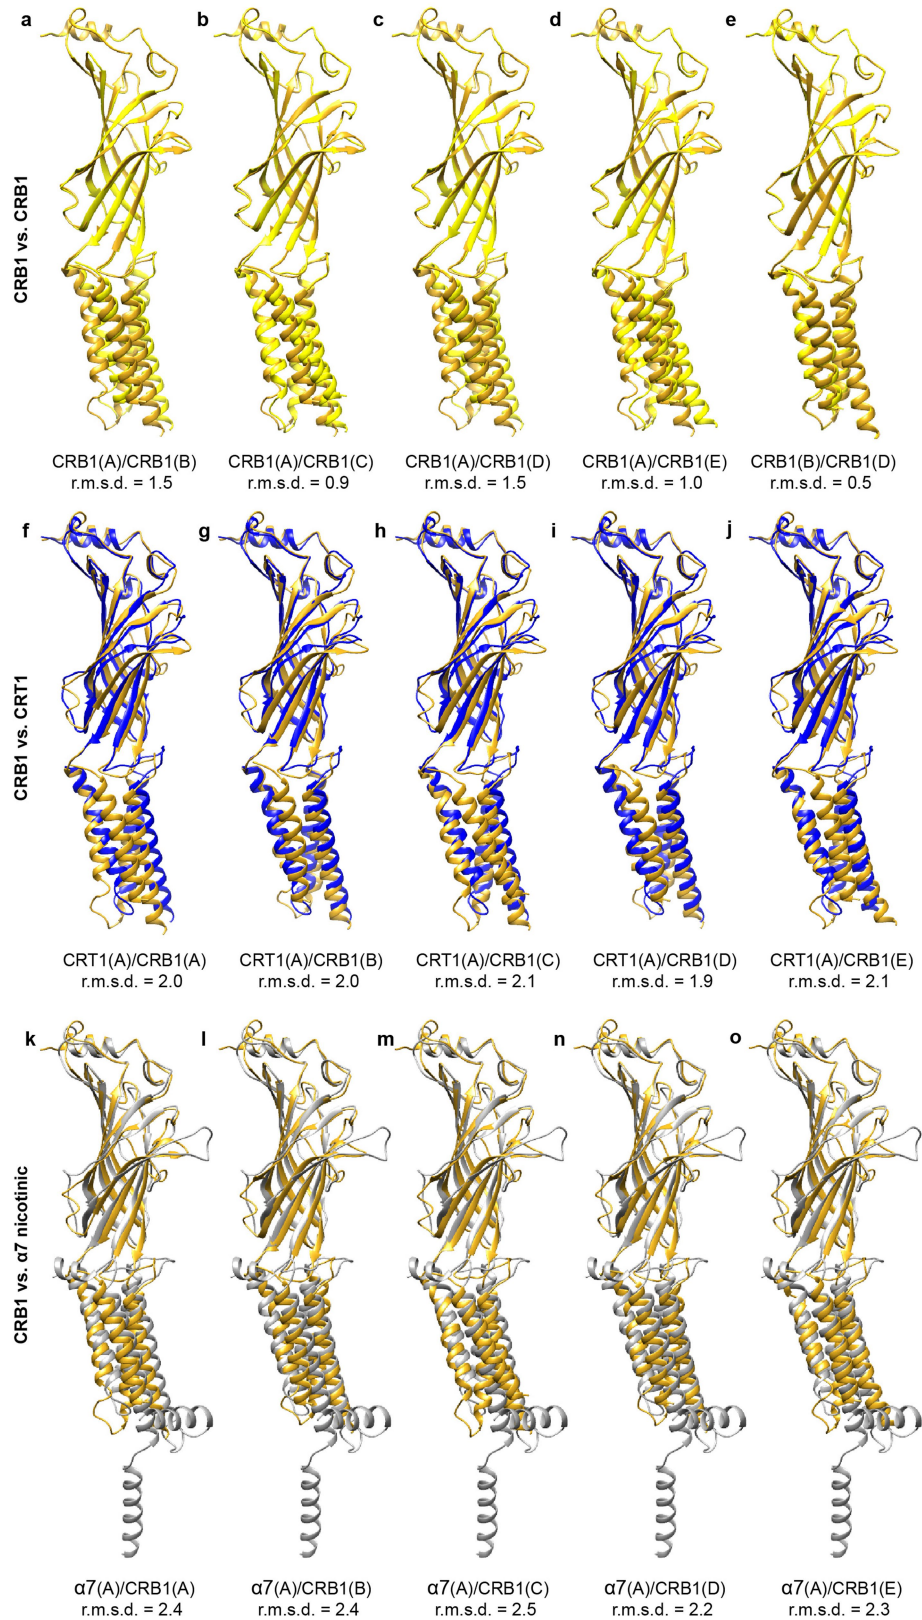 a
b
c
d
e
CRB1 vs. CRB1
CRB1(A)/CRB1(B)
r.m.s.d. = 1.5
CRB1(A)/CRB1(C)
r.m.s.d. = 0.9
CRB1(A)/CRB1(D)
r.m.s.d. = 1.5
CRB1(A)/CRB1(E)
r.m.s.d. = 1.0
CRB1(B)/CRB1(D)
r.m.s.d. = 0.5
f
g
h
i
j
CRB1 vs. CRT1
CRT1(A)/CRB1(A)
r.m.s.d. = 2.0
CRT1(A)/CRB1(B)
r.m.s.d. = 2.0
CRT1(A)/CRB1(C)
r.m.s.d. = 2.1
CRT1(A)/CRB1(D)
r.m.s.d. = 1.9
CRT1(A)/CRB1(E)
r.m.s.d. = 2.1
k
l
m
n
o
CRB1 vs. α7 nicotinic
α7(A)/CRB1(A)
r.m.s.d. = 2.4
α7(A)/CRB1(B)
r.m.s.d. = 2.4
α7(A)/CRB1(C)
r.m.s.d. = 2.5
α7(A)/CRB1(D)
r.m.s.d. = 2.2
α7(A)/CRB1(E)
r.m.s.d. = 2.3